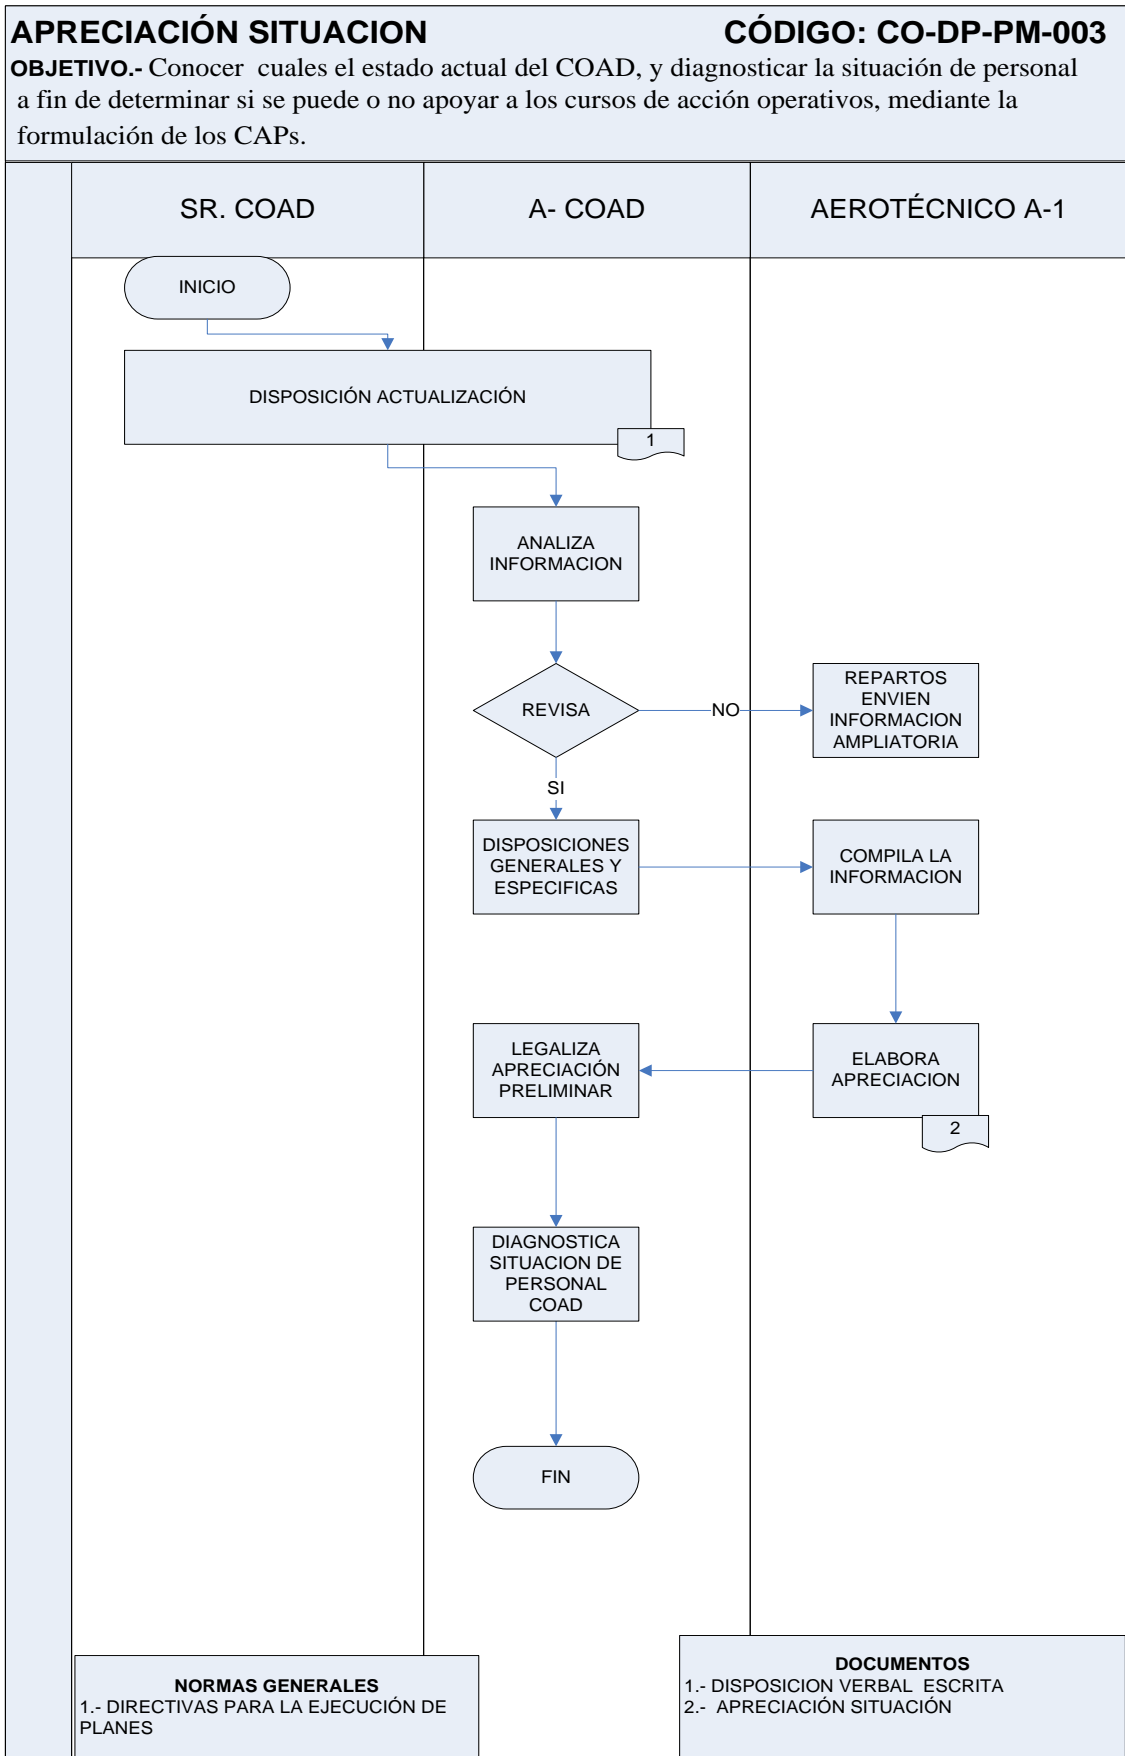 APRECIACIÓN SITUACION
CÓDIGO: CO-DP-PM-003
OBJETIVO.- Conocer cuales el estado actual del COAD, y diagnosticar la situación de personal
a fin de determinar si se puede o no apoyar a los cursos de acción operativos, mediante la
formulación de los CAPs.
SR. COAD
A- COAD
AEROTÉCNICO A-1
INICIO
DISPOSICIÓN ACTUALIZACIÓN
1
ANALIZA
INFORMACION
REVISA
NO
REPARTOS
ENVIEN
INFORMACION
AMPLIATORIA
SI
DISPOSICIONES
GENERALES Y
ESPECIFICAS
COMPILA LA
INFORMACION
LEGALIZA
APRECIACIÓN
PRELIMINAR
ELABORA
APRECIACION
2
DIAGNOSTICA
SITUACION DE
PERSONAL
COAD
FIN
NORMAS GENERALES
1.- DIRECTIVAS PARA LA EJECUCIÓN DE
PLANES
DOCUMENTOS
1.- DISPOSICION VERBAL ESCRITA
2.- APRECIACIÓN SITUACIÓN